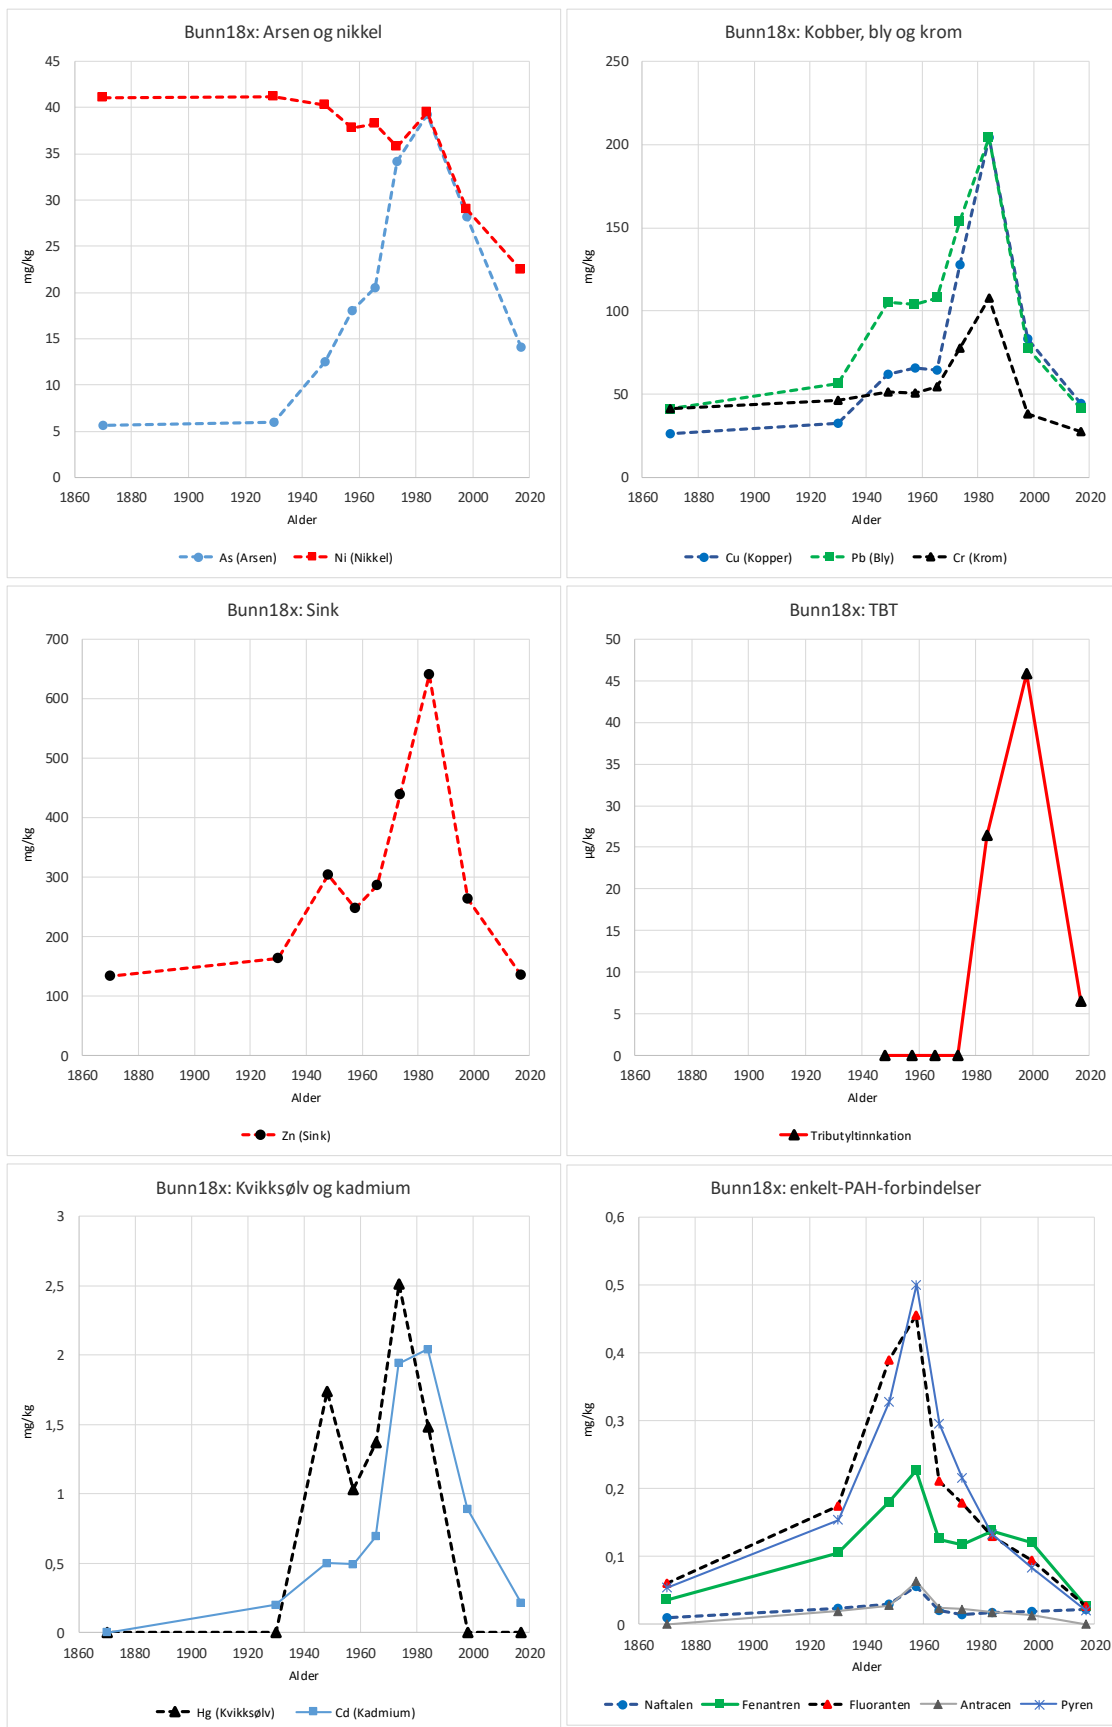 Bunn18x: Arsen og nikkel
45
40
35
30
25
20
15
10
5
0
mg/kg
1860 1880 1900 1920 1940 1960 1980 2000 2020
Alder
As (Arsen) Ni (Nikkel)
Bunn18x: Kobber, bly og krom
250
200
150
100
50
0
mg/kg
1860 1880 1900 1920 1940 1960 1980 2000 2020
Alder
Cu (Kopper) Pb (Bly) Cr (Krom)
Bunn18x: Sink
700
600
500
400
300
200
100
0
mg/kg
1860 1880 1900 1920 1940 1960 1980 2000 2020
Alder
Zn (Sink)
Bunn18x: TBT
50
45
40
35
30
25
20
15
10
5
0
µg/kg
1860 1880 1900 1920 1940 1960 1980 2000 2020
Alder
Tributyltinnkation
Bunn18x: Kvikksølv og kadmium
3
2,5
2
1,5
1
0,5
0
mg/kg
1860 1880 1900 1920 1940 1960 1980 2000 2020
Alder
Hg (Kvikksølv) Cd (Kadmium)
Bunn18x: enkelt-PAH-forbindelser
0,6
0,5
0,4
0,3
0,2
0,1
0
mg/kg
1860 1880 1900 1920 1940 1960 1980 2000 2020
Alder
Naftalen Fenantren Fluoranten Antracen Pyren